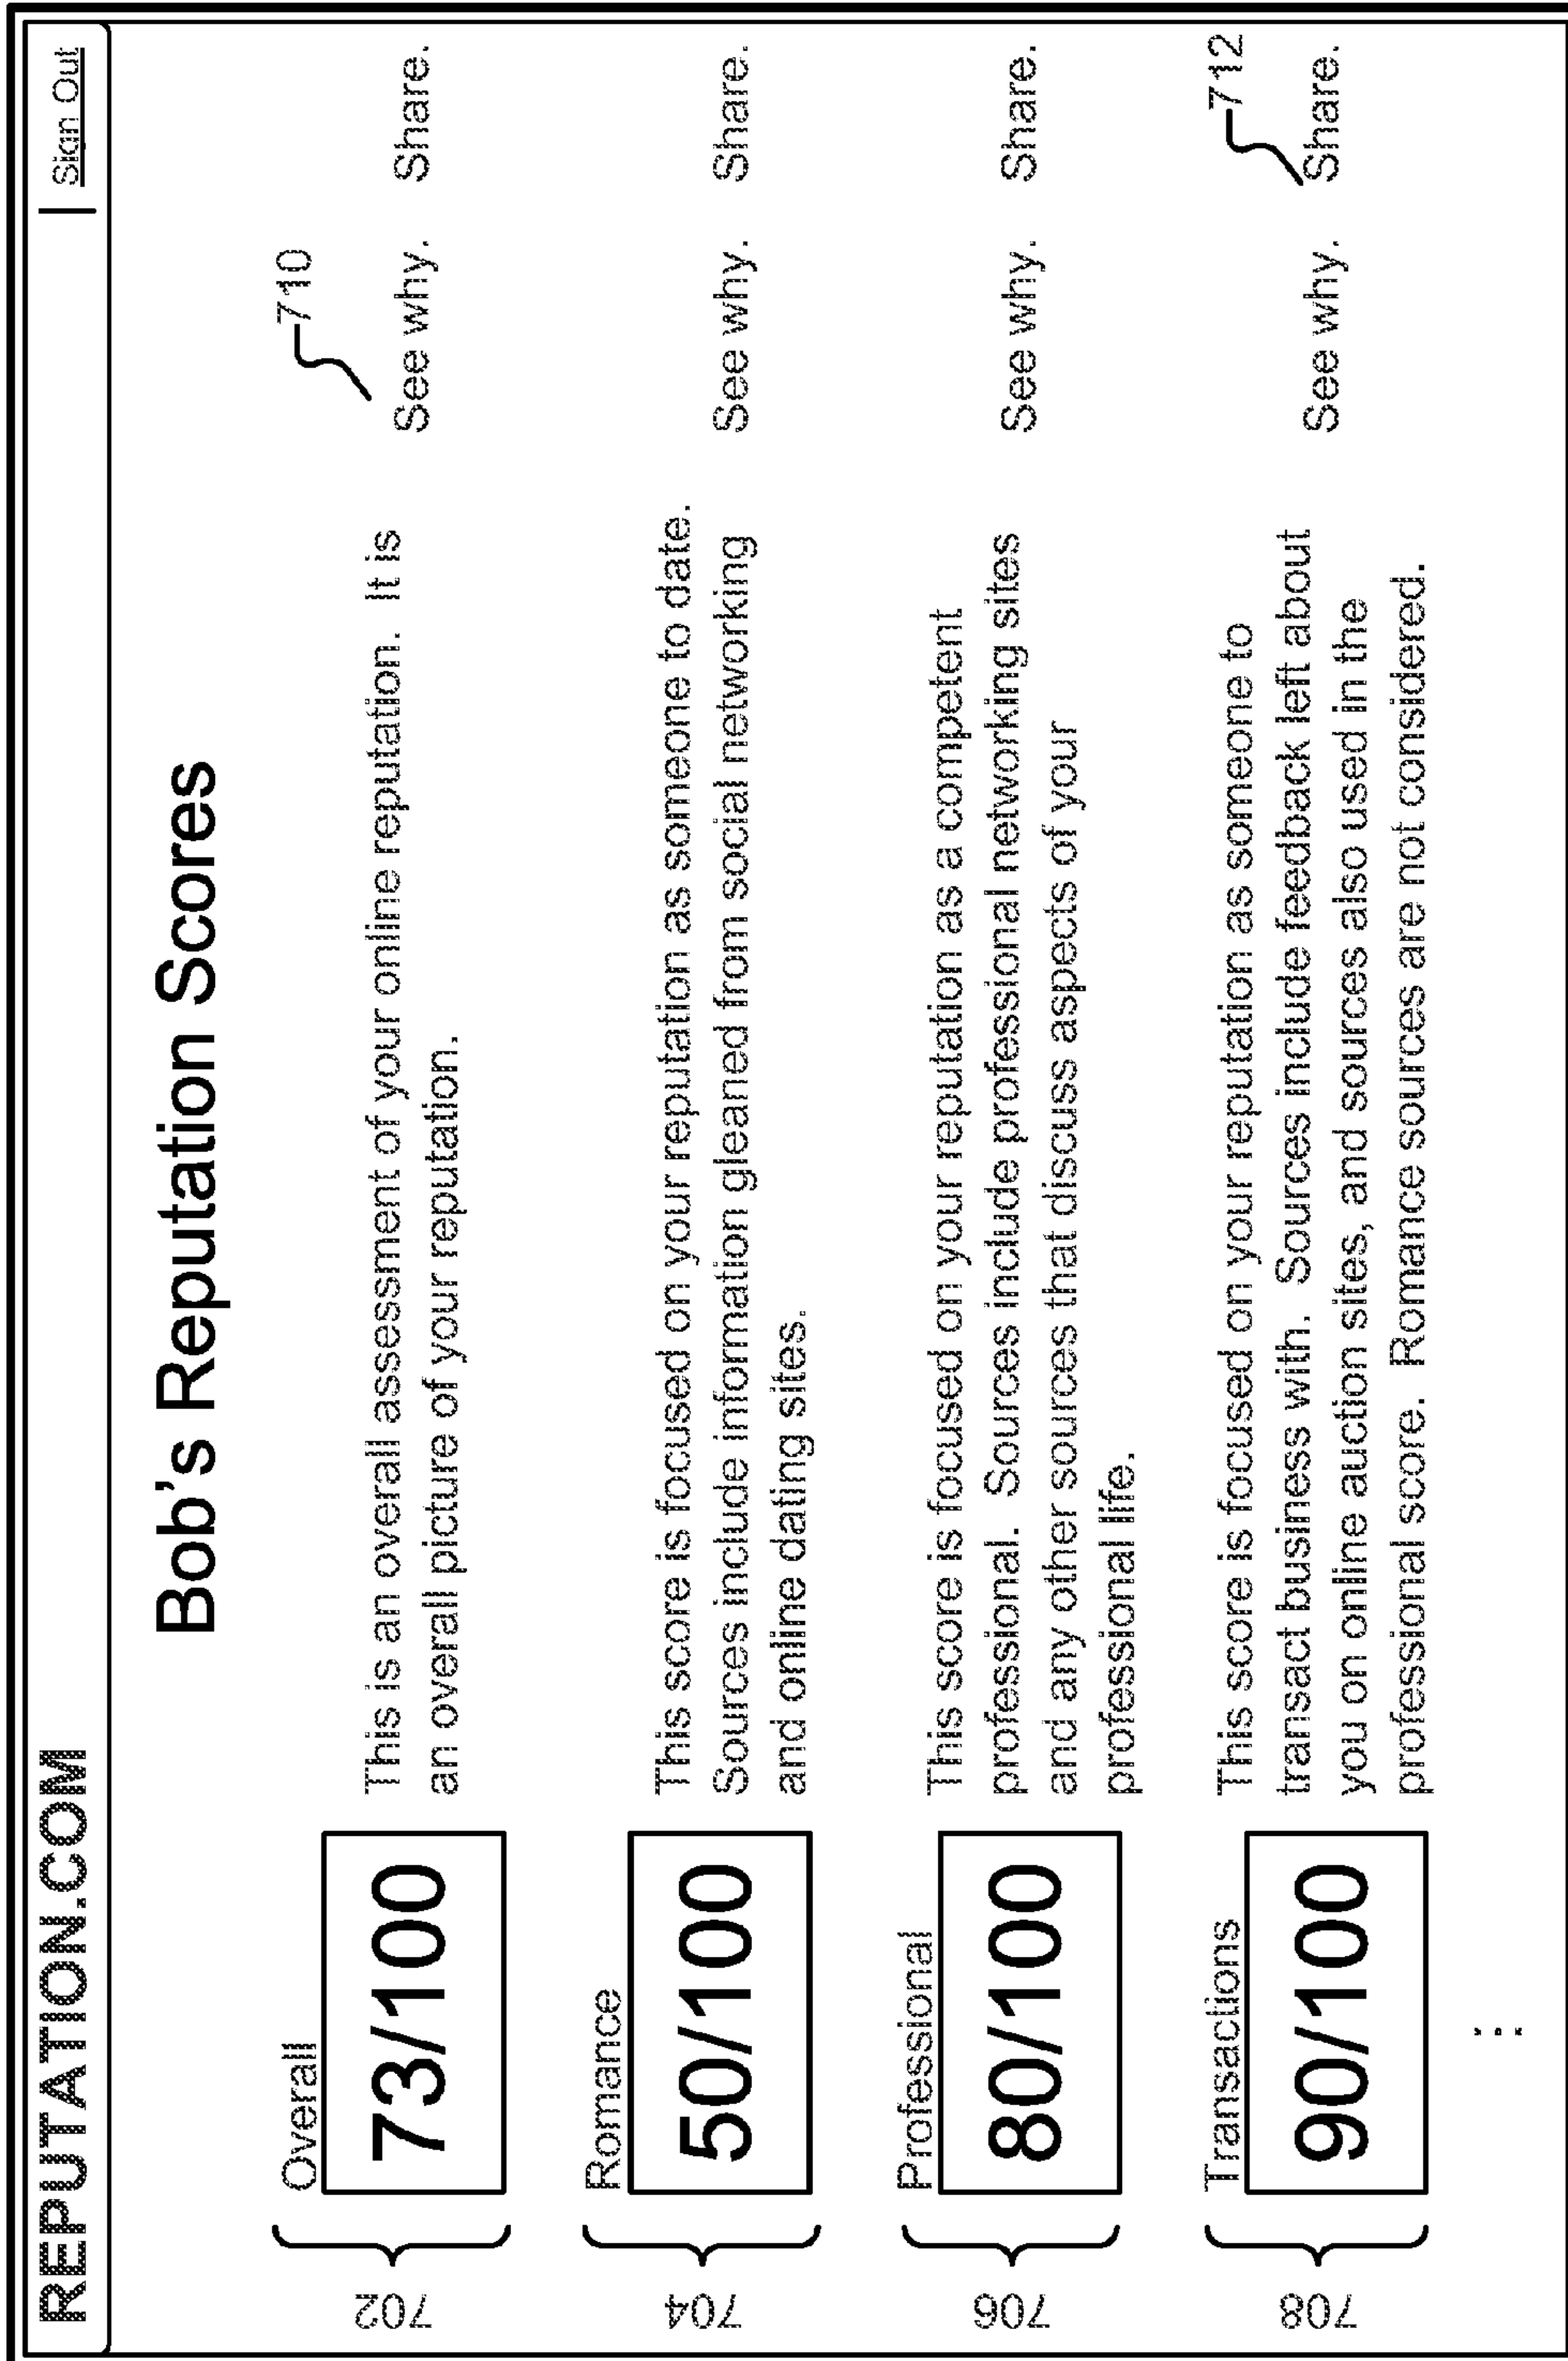 REPUTATION.COM
Sign Out
Bob's Reputation Scores
702
Overall
73/100
This is an overall assessment of your online reputation. It is
an overall picture of your reputation.
710
See why. Share.
704
Romance
50/100
This score is focused on your reputation as someone to date.
Sources include information gleaned from social networking
and online dating sites.
See why. Share.
706
Professional
80/100
This score is focused on your reputation as a competent
professional. Sources include professional networking sites
and any other sources that discuss aspects of your
professional life.
See why. Share.
708
Transactions
90/100
This score is focused on your reputation as someone to
transact business with. Sources include feedback left about
you on online auction sites, and sources also used in the
professional score. Romance sources are not considered.
712
See why. Share.
...